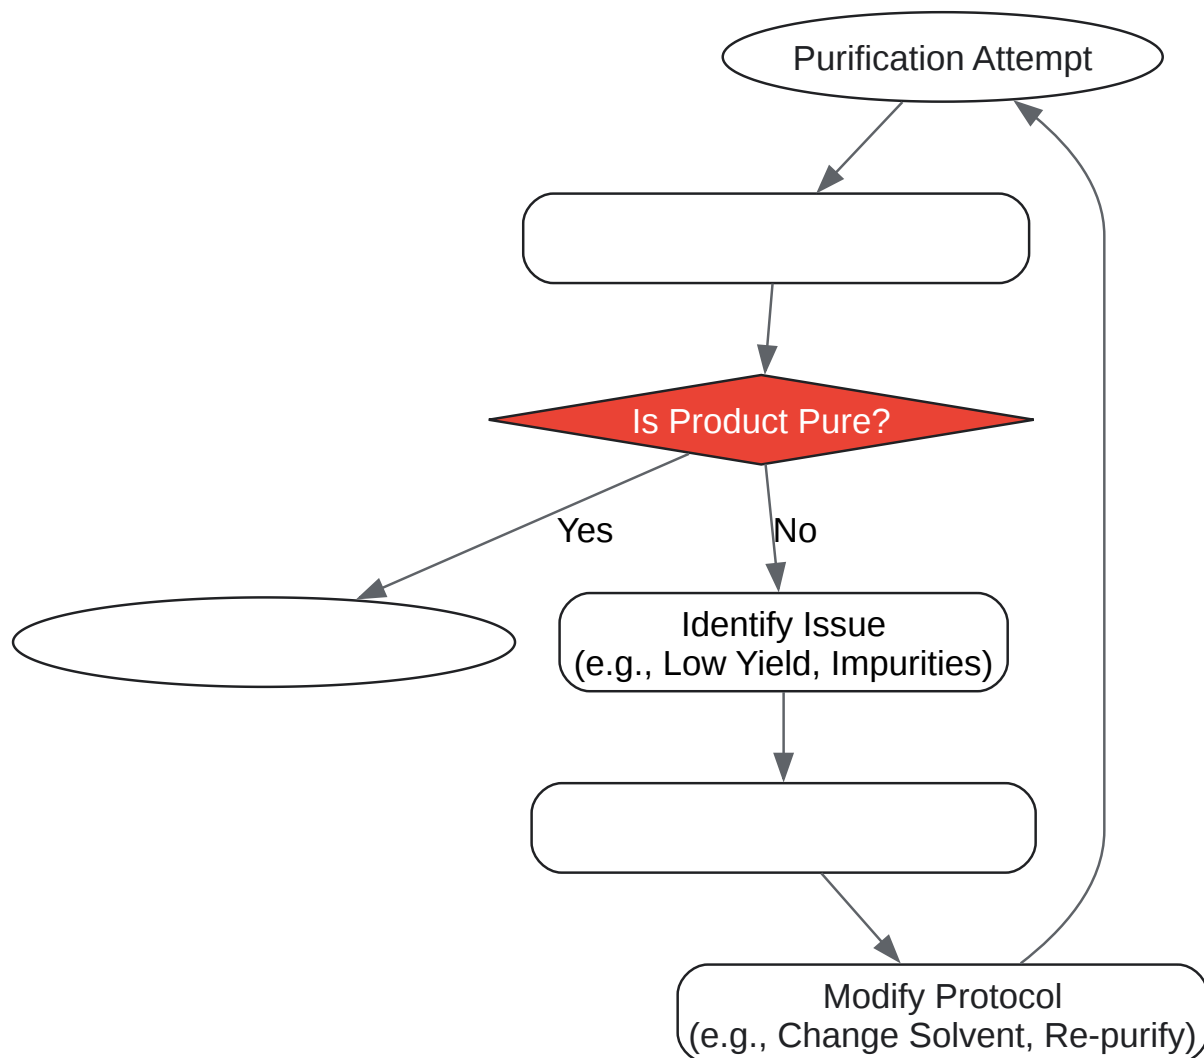 Purification Attempt
Is Product Pure?
Yes
No
Identify Issue
(e.g., Low Yield, Impurities)
Modify Protocol
(e.g., Change Solvent, Re-purify)